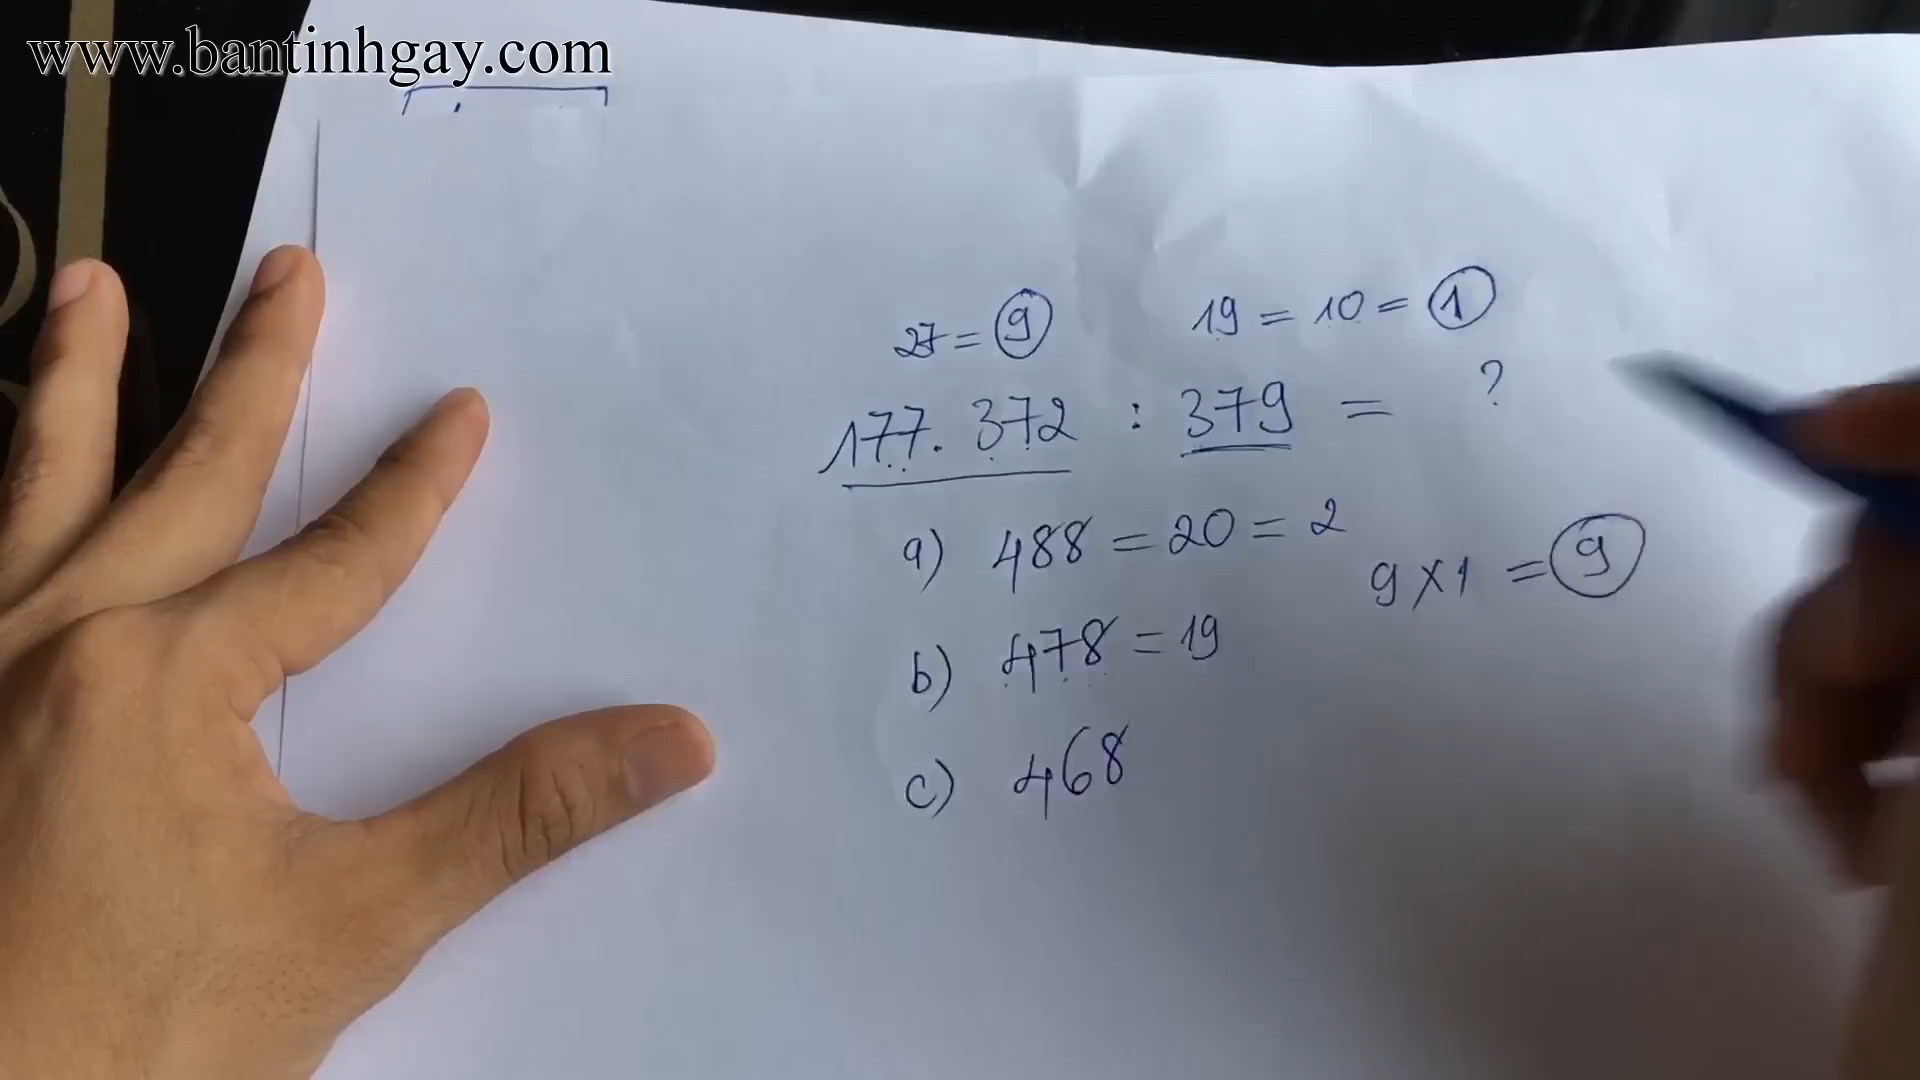 www.bantinhgay.com
27 = 9 19 = 10 = 1
177.372 : 379 = ?
a) 488 = 20 = 2
9 x 1 = 9
b) 478 = 19
c) 468